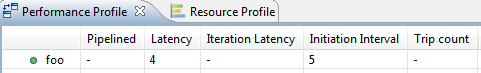 Performance Profile Resource Profile
Pipelined Latency Iteration Latency Initiation Interval Trip count
foo - 4 - 5 -